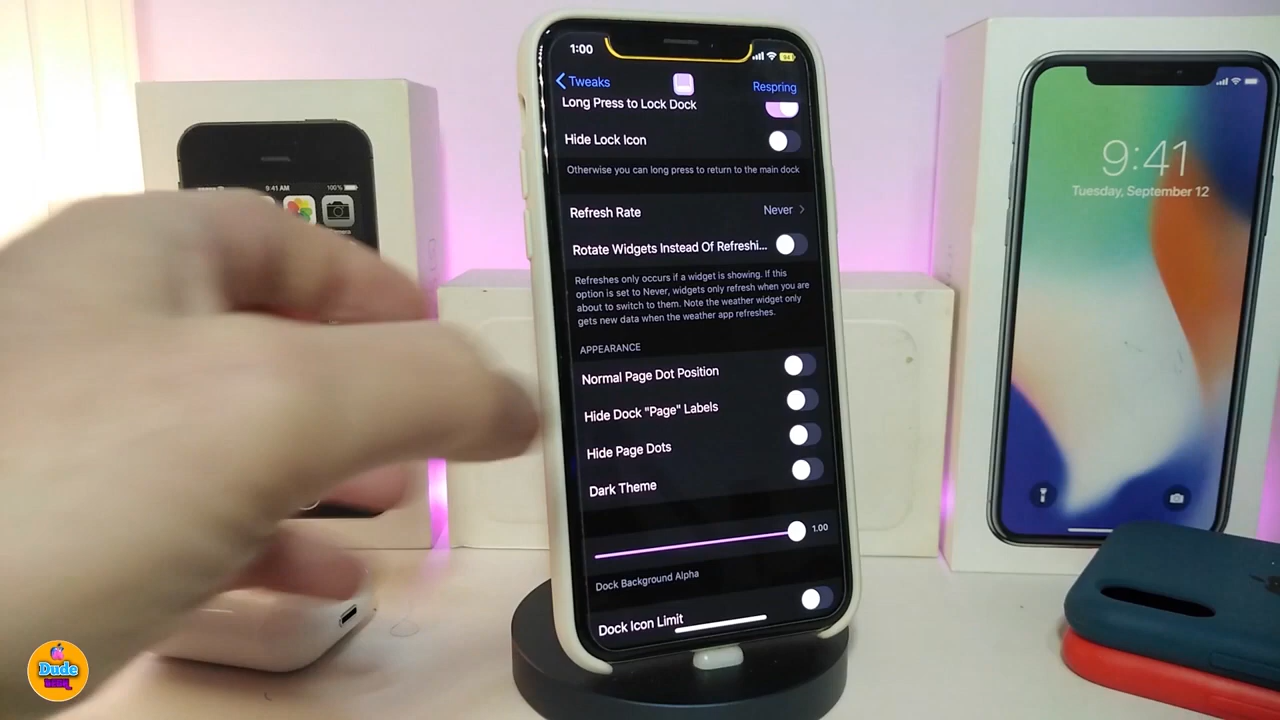 1:00
Tweaks
Respring
Long Press to Lock Dock
Hide Lock Icon
Otherwise you can long press to return to the main dock
Refresh Rate
Never
Rotate Widgets Instead Of Refreshi...
Refreshes only occurs if a widget is showing. If this
option is set to Never, widgets only refresh when you are
about to switch to them. Note the weather widget only
gets new data when the weather app refreshes.
APPEARANCE
Normal Page Dot Position
Hide Dock "Page" Labels
Hide Page Dots
Dark Theme
1.00
Dock Background Alpha
Dock Icon Limit
9:41 AM
100%
9:41
Tuesday, September 12
Dude